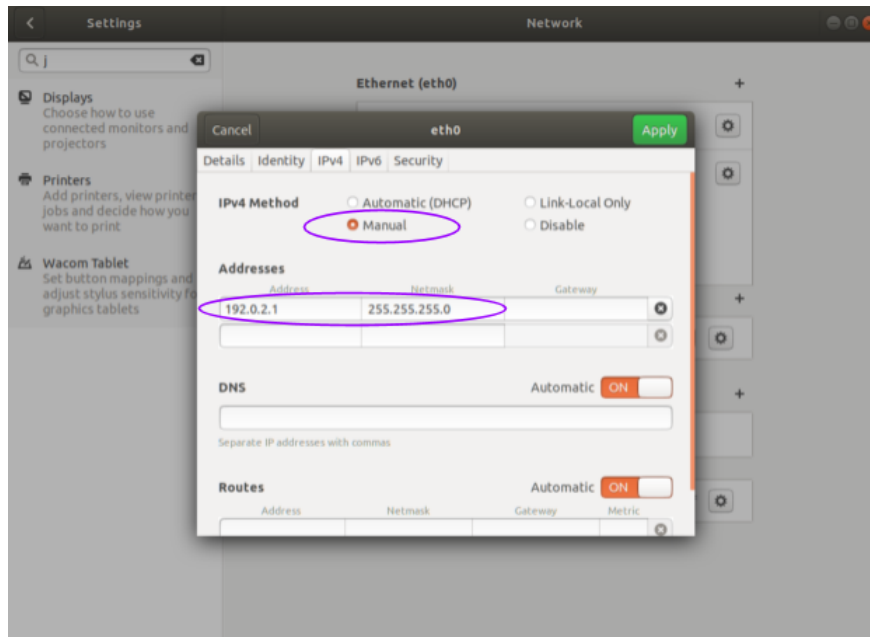 Settings
Network
j
Displays
Choose how to use
connected monitors and
projectors
Printers
Add printers, view printer
jobs and decide how you
want to print
Wacom Tablet
Set button mappings and
adjust stylus sensitivity fo
graphics tablets
Ethernet (eth0)
Cancel
eth0
Apply
Details Identity IPv4 IPv6 Security
IPv4 Method
Automatic (DHCP)
Link-Local Only
Manual
Disable
Addresses
Address Netmask Gateway
192.0.2.1 255.255.255.0
DNS
Automatic ON
Separate IP addresses with commas
Routes
Automatic ON
Address Netmask Gateway Metric